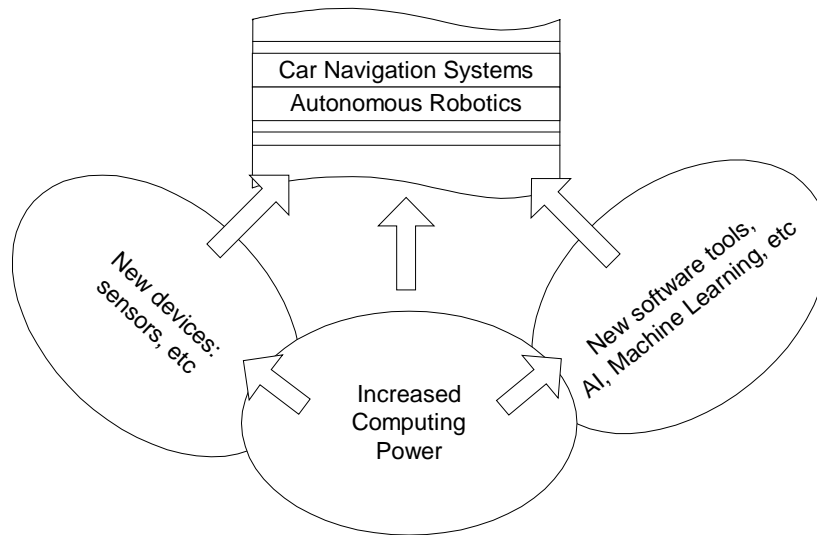 Car Navigation Systems
Autonomous Robotics
New devices:
sensors, etc
New software tools,
AI, Machine Learning, etc
Increased
Computing
Power